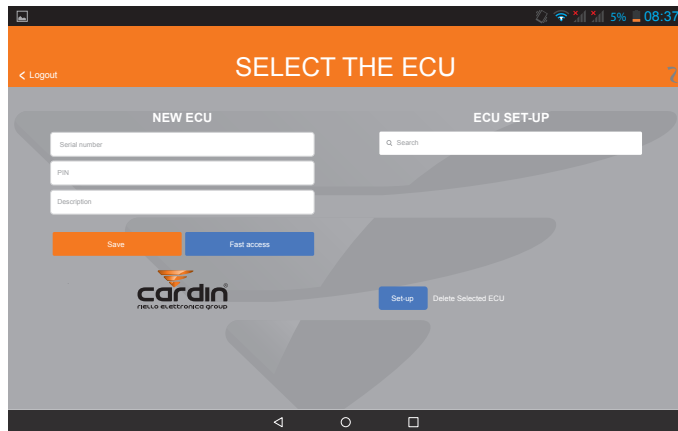 5% 08:37
< Logout
SELECT THE ECU
NEW ECU
Serial number
PIN
Description
Save
Fast access
cardin
nello elettronica group
ECU SET-UP
Search
Set-up
Delete Selected ECU